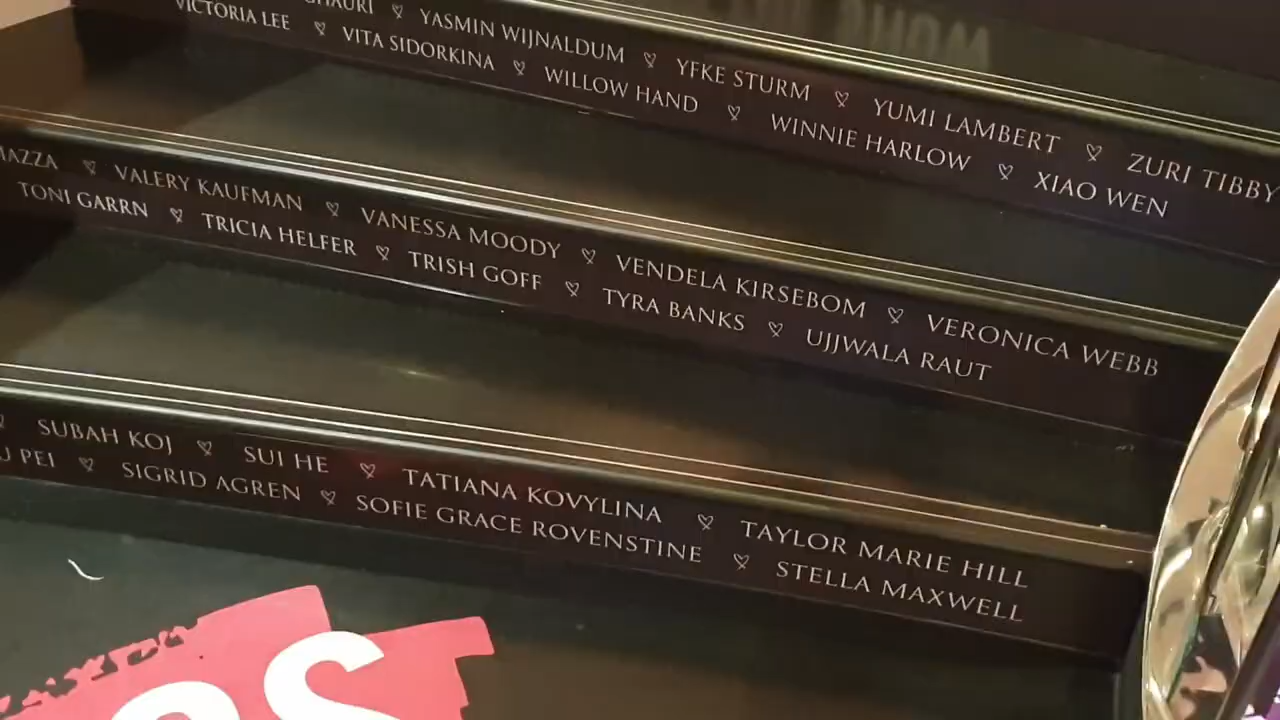 YASMIN WIJNALDUM ♡ YFKE STURM ♡ YUMI LAMBERT ♡ ZURI TIBBY
VICTORIA LEE ♡ VITA SIDORKINA ♡ WILLOW HAND ♡ WINNIE HARLOW ♡ XIAO WEN
VALERY KAUFMAN ♡ VANESSA MOODY ♡ VENDELA KIRSEBOM ♡ VERONICA WEBB
TONI GARRN ♡ TRICIA HELFER ♡ TRISH GOFF ♡ TYRA BANKS ♡ UJJWALA RAUT
SUBAH KOJ ♡ SUI HE ♡ TATIANA KOVYLINA ♡ TAYLOR MARIE HILL
PEI ♡ SIGRID AGREN ♡ SOFIE GRACE ROVENSTINE ♡ STELLA MAXWELL